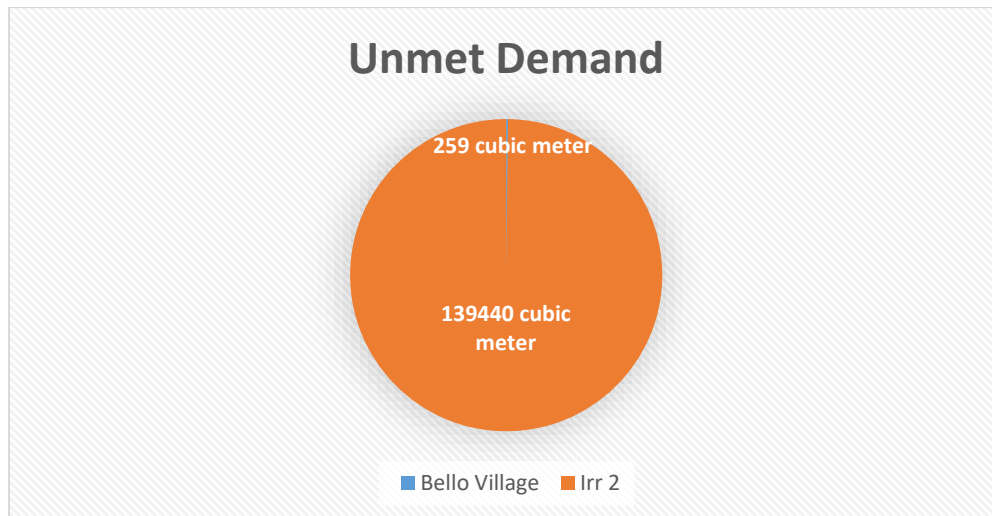 Unmet Demand
259 cubic meter
139440 cubic
meter
Bello Village Irr 2